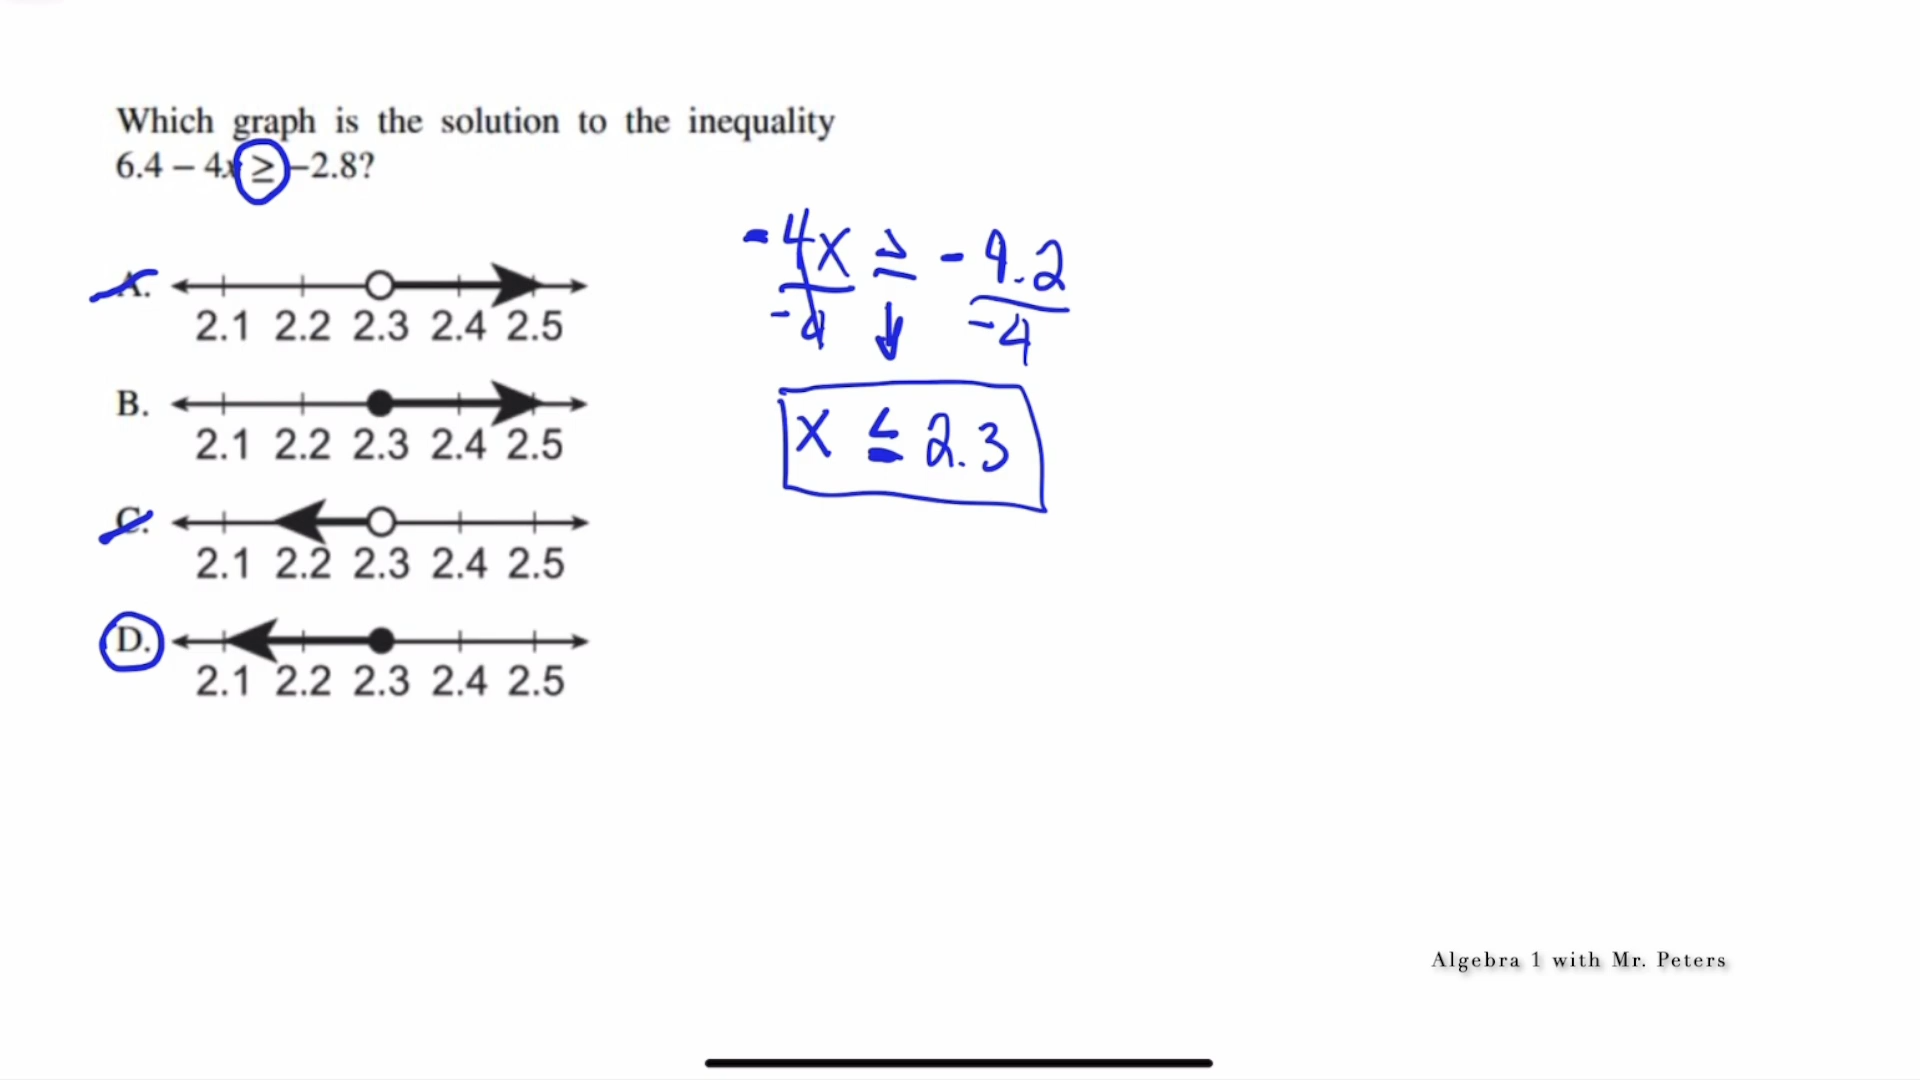 Which graph is the solution to the inequality
6.4 – 4x ≥ –2.8?
A.
2.1 2.2 2.3 2.4 2.5
B.
2.1 2.2 2.3 2.4 2.5
C.
2.1 2.2 2.3 2.4 2.5
D.
2.1 2.2 2.3 2.4 2.5
-4x ≥ -9.2
-4 -4
x ≤ 2.3
Algebra 1 with Mr. Peters